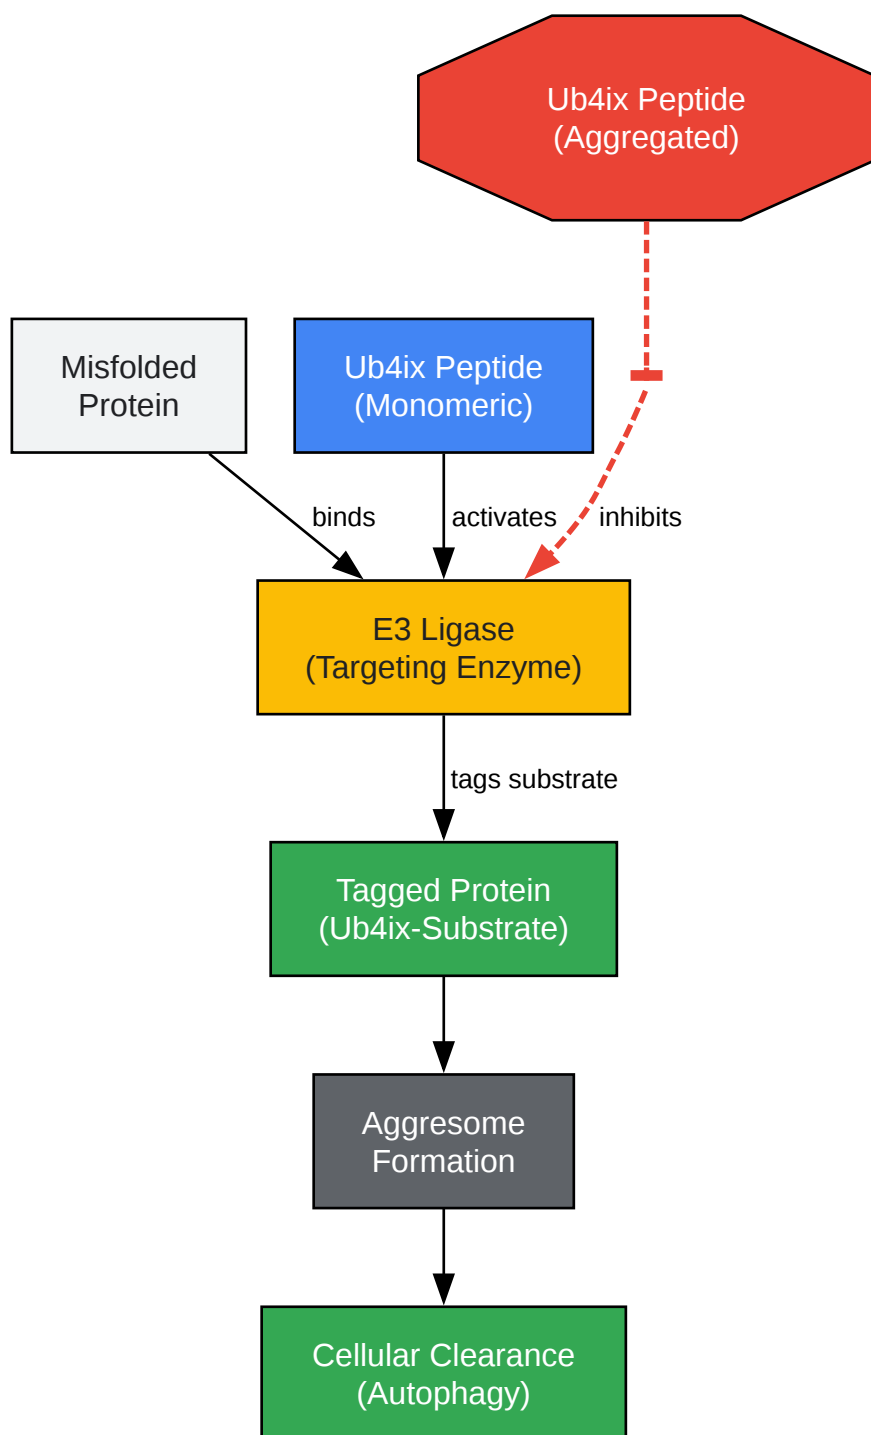 Ub4ix Peptide
(Aggregated)
Misfolded
Protein
Ub4ix Peptide
(Monomeric)
binds
activates
inhibits
E3 Ligase
(Targeting Enzyme)
tags substrate
Tagged Protein
(Ub4ix-Substrate)
Aggresome
Formation
Cellular Clearance
(Autophagy)